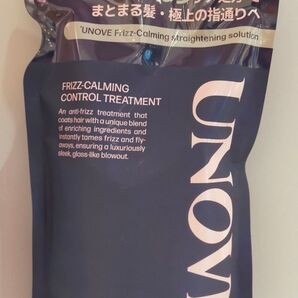 まとまる髪・極上の指通りへ
*UNOVE Frizz-Calming straightening solution
FRIZZ-CALMING
CONTROL TREATMENT
An anti-frizz treatment that
coats hair with a unique blend
of enriching ingredients and
instantly tames frizz and fly-
aways, ensuring a luxuriously
sleek, glass-like blowout.
UNOV